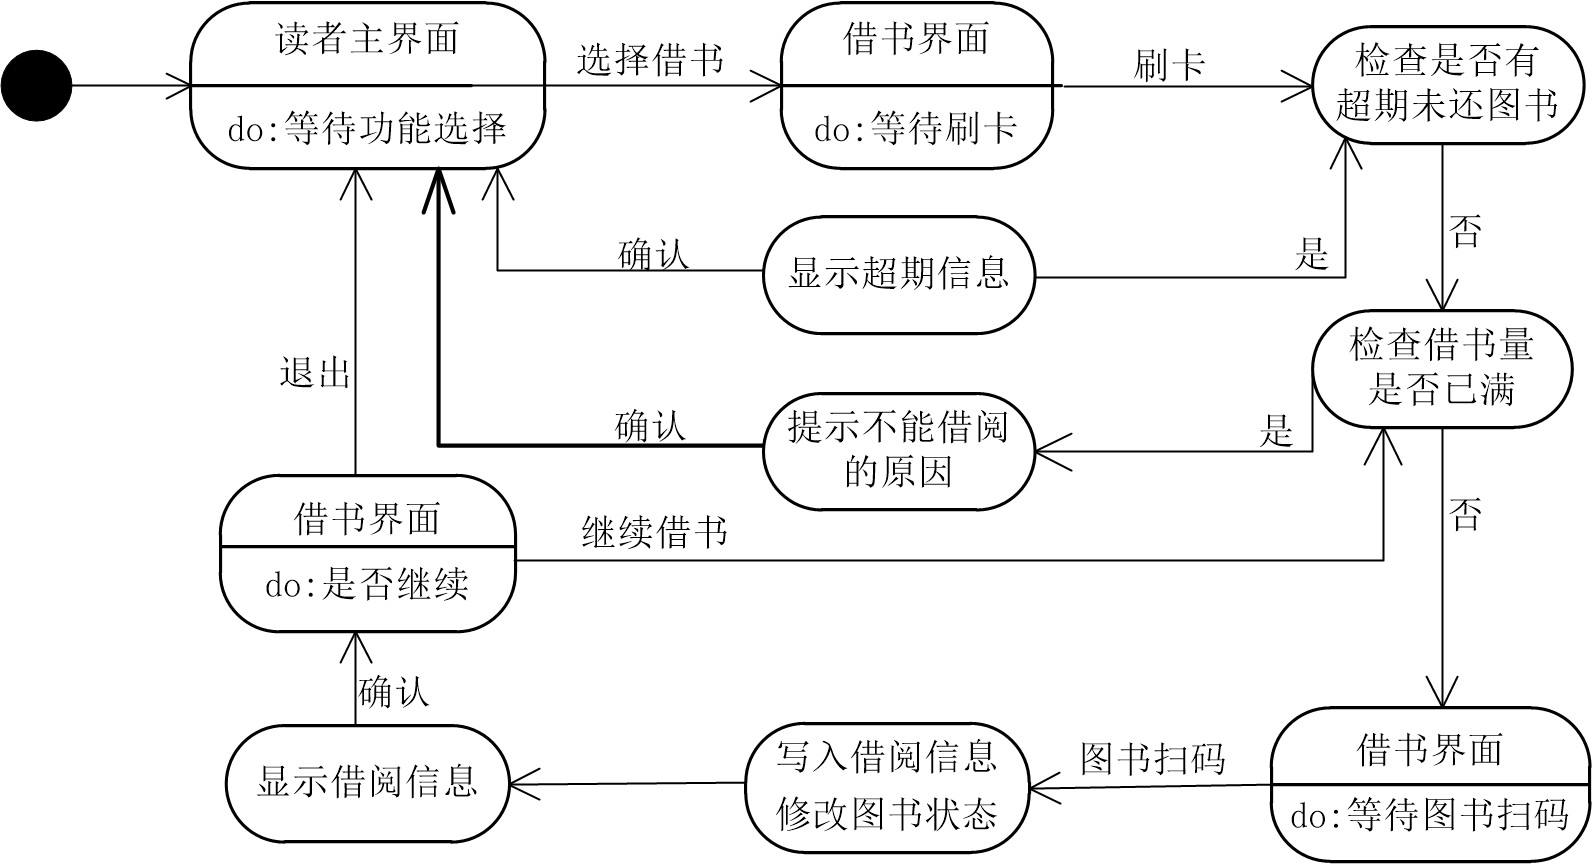 读者主界面
do:等待功能选择
选择借书
借书界面
do:等待刷卡
刷卡
检查是否有
超期未还图书
确认
显示超期信息
是
否
检查借书量
是否已满
退出
确认
提示不能借阅
的原因
是
否
借书界面
do:是否继续
继续借书
确认
显示借阅信息
写入借阅信息
修改图书状态
图书扫码
借书界面
do:等待图书扫码